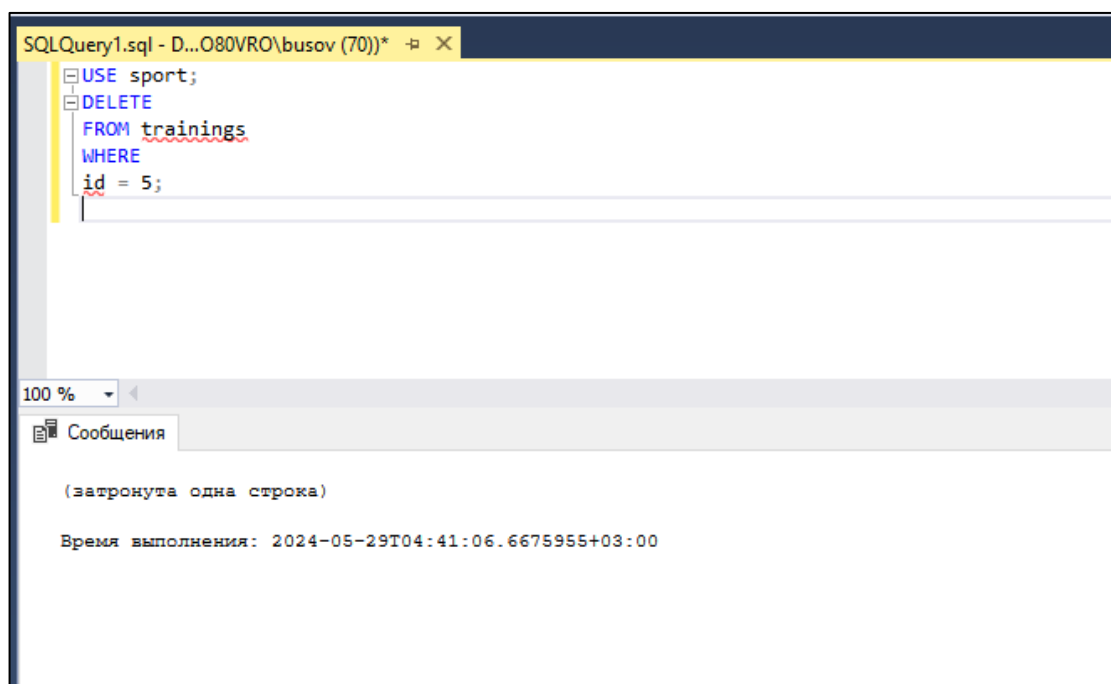 SQLQuery1.sql - D...O80VRO\busov (70))*
USE sport;
DELETE
FROM trainings
WHERE
id = 5;
100 %
Сообщения
(затронута одна строка)
Время выполнения: 2024-05-29T04:41:06.6675955+03:00